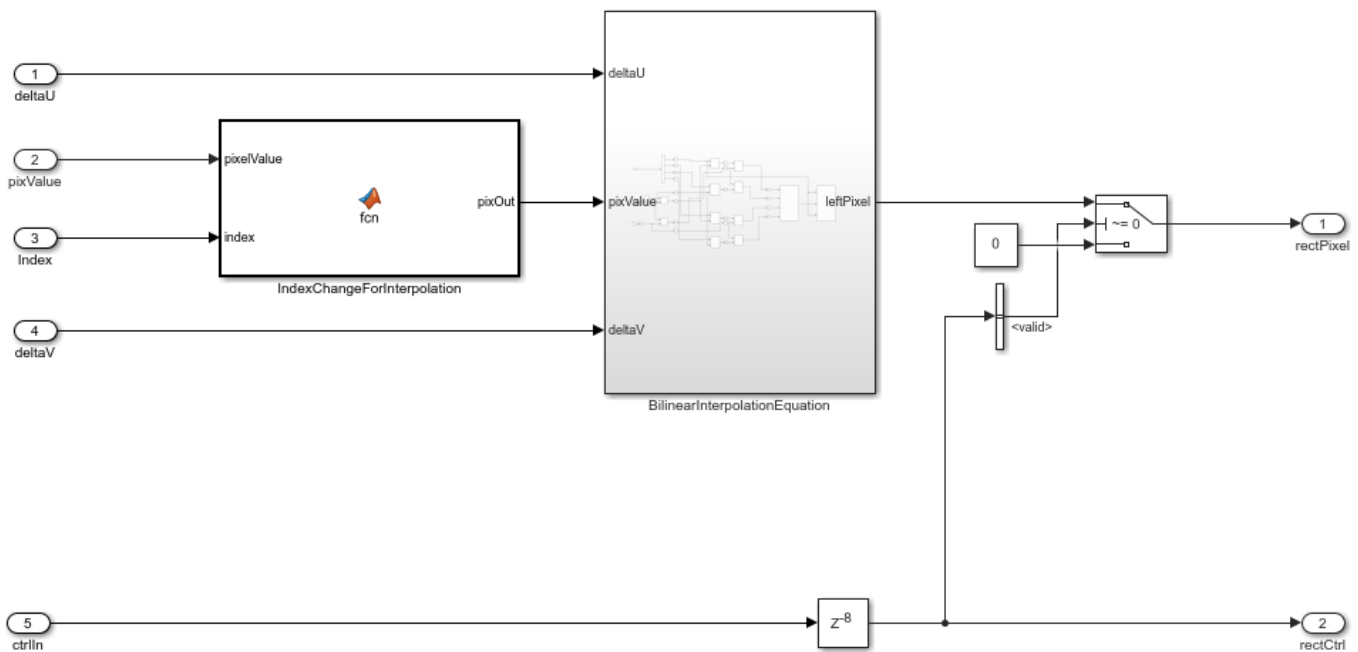 1
deltaU
2
pixValue
3
Index
4
deltaV
5
ctrlIn
pixelValue
index
fcn
pixOut
IndexChangeForInterpolation
deltaU
pixValue
deltaV
leftPixel
BilinearInterpolationEquation
0
~= 0
<valid>
Z-8
1
rectPixel
2
rectCtrl